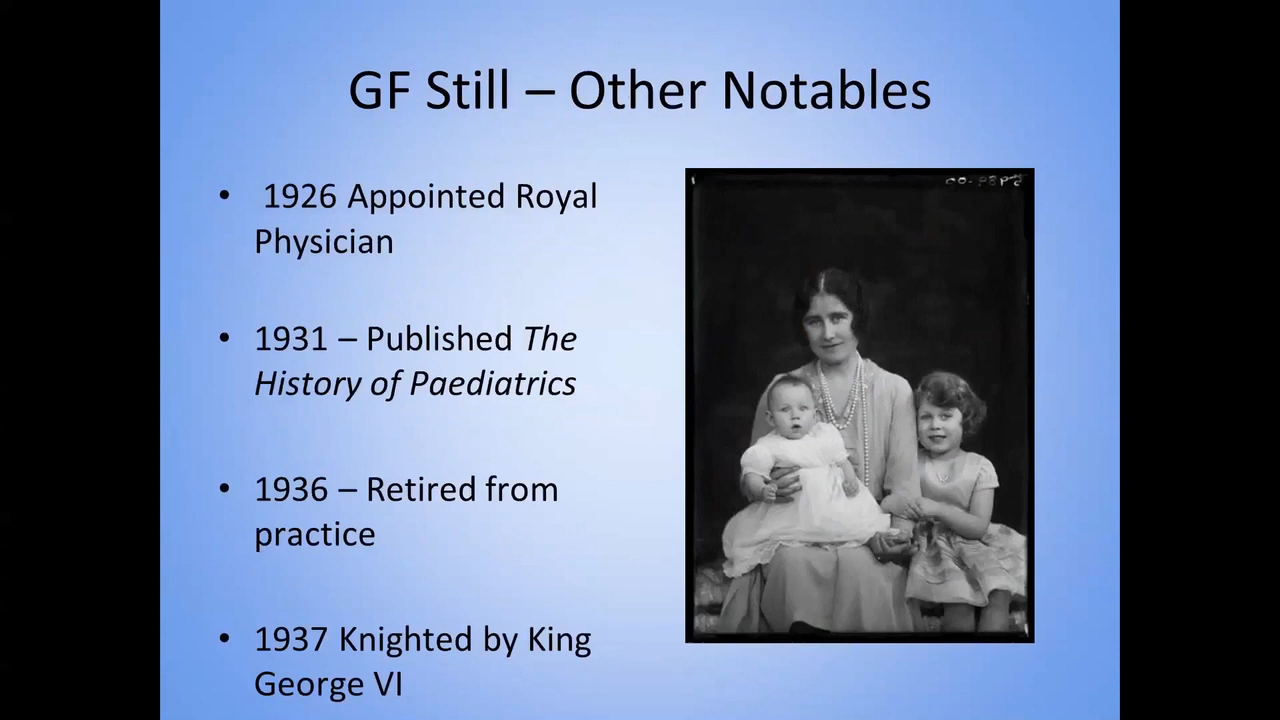 GF Still – Other Notables
• 1926 Appointed Royal
Physician
• 1931 – Published The
History of Paediatrics
• 1936 – Retired from
practice
• 1937 Knighted by King
George VI